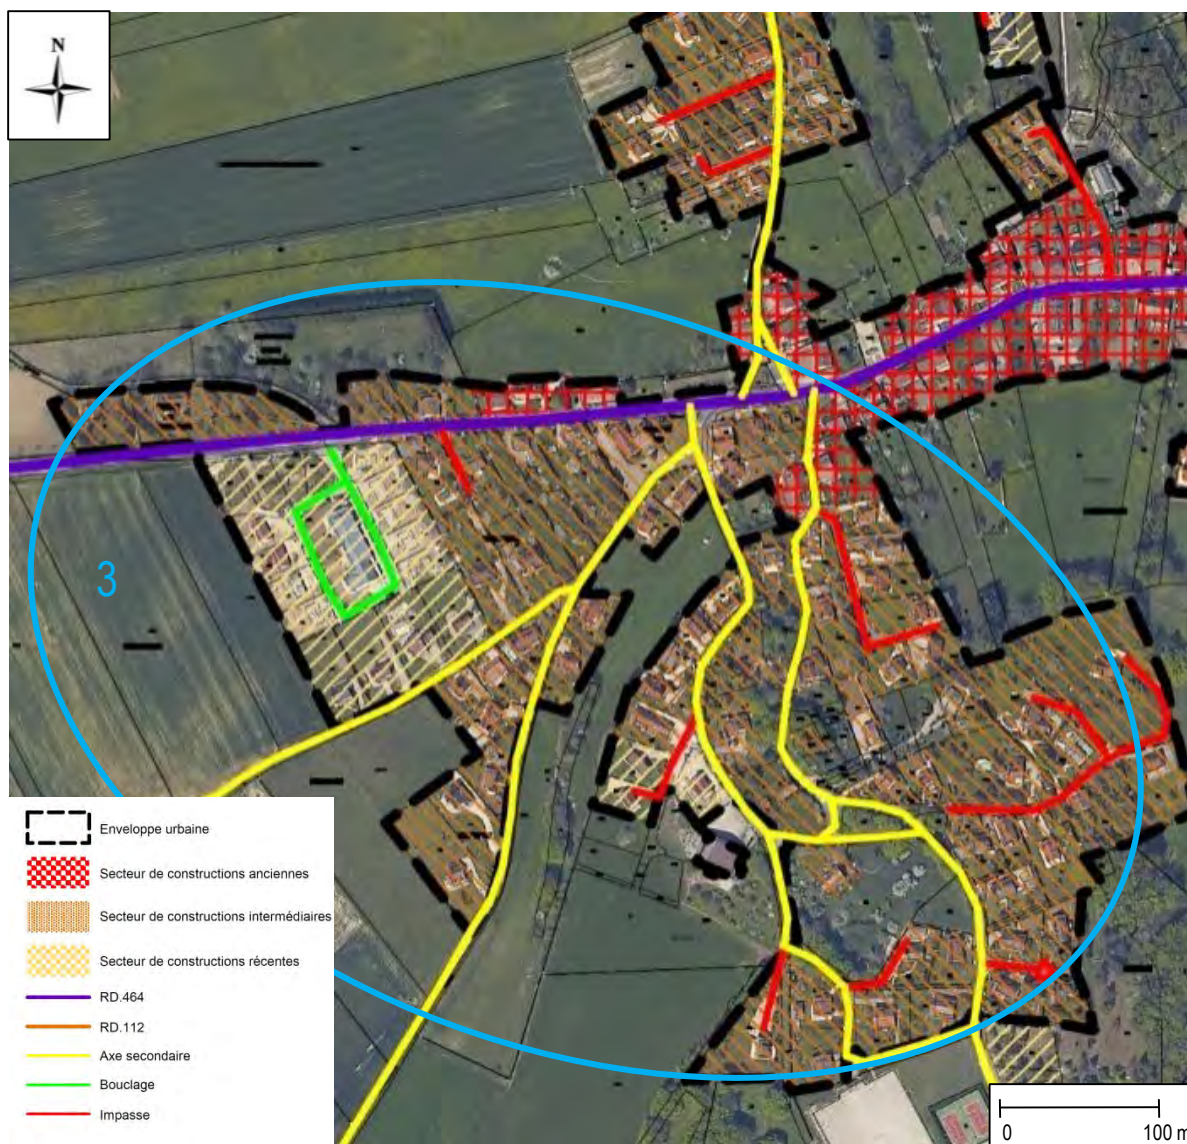 N
3
Enveloppe urbaine
Secteur de constructions anciennes
Secteur de constructions intermédiaires
Secteur de constructions récentes
RD.464
RD.112
Axe secondaire
Bouclage
Impasse
0 100 m